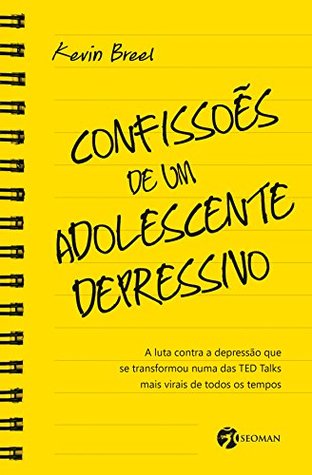 Kevin Breel
CONFISSOÕS
DE UM
ADOLESCENTE
DEPRESSIVO
A luta contra a depressão que
se transformou numa das TED Talks
mais virais de todos os tempos
SEOMAN